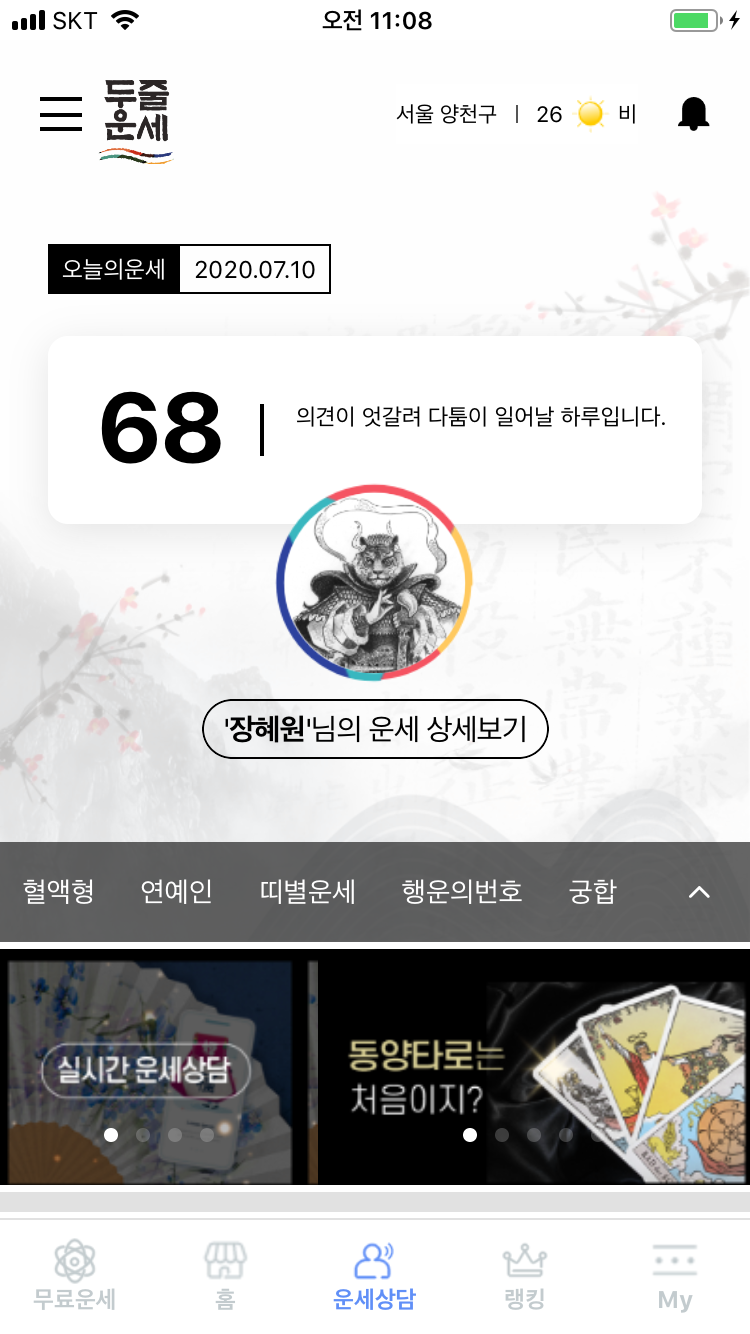 SKT
오전 11:08
두줄
운세
서울 양천구 | 26 비
오늘의운세 2020.07.10
68
의견이 엇갈려 다툼이 일어날 하루입니다.
'장혜원'님의 운세 상세보기
혈액형 연예인 띠별운세 행운의번호 궁합
실시간 운세상담
동양타로는
처음이지?
무료운세 홈 운세상담 랭킹 My